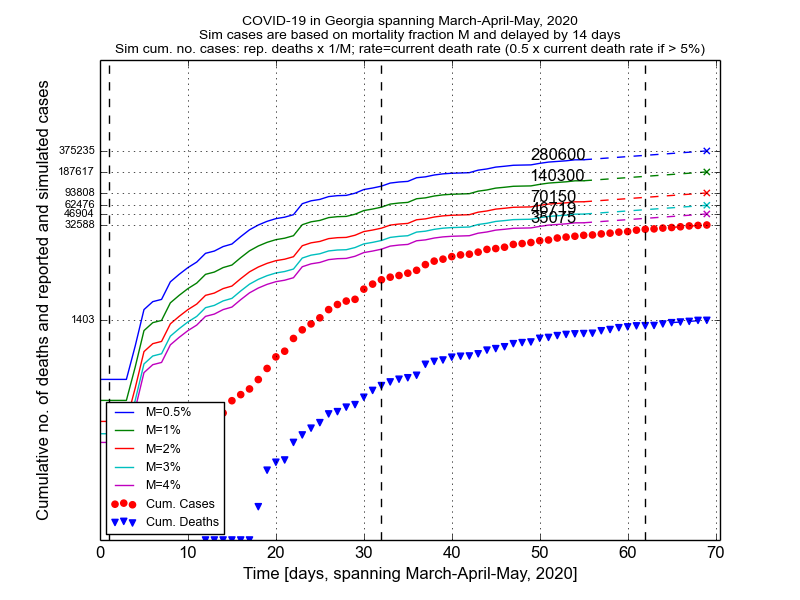 COVID-19 in Georgia spanning March-April-May, 2020
Sim cases are based on mortality fraction M and delayed by 14 days
Sim cum. no. cases: rep. deaths x 1/M; rate=current death rate (0.5 x current death rate if > 5%)
Cumulative no. of deaths and reported and simulated cases
375235
187617
93808
62476
46904
32588
1403
280600
140300
70150
46719
35075
M=0.5%
M=1%
M=2%
M=3%
M=4%
Cum. Cases
Cum. Deaths
0 10 20 30 40 50 60 70
Time [days, spanning March-April-May, 2020]